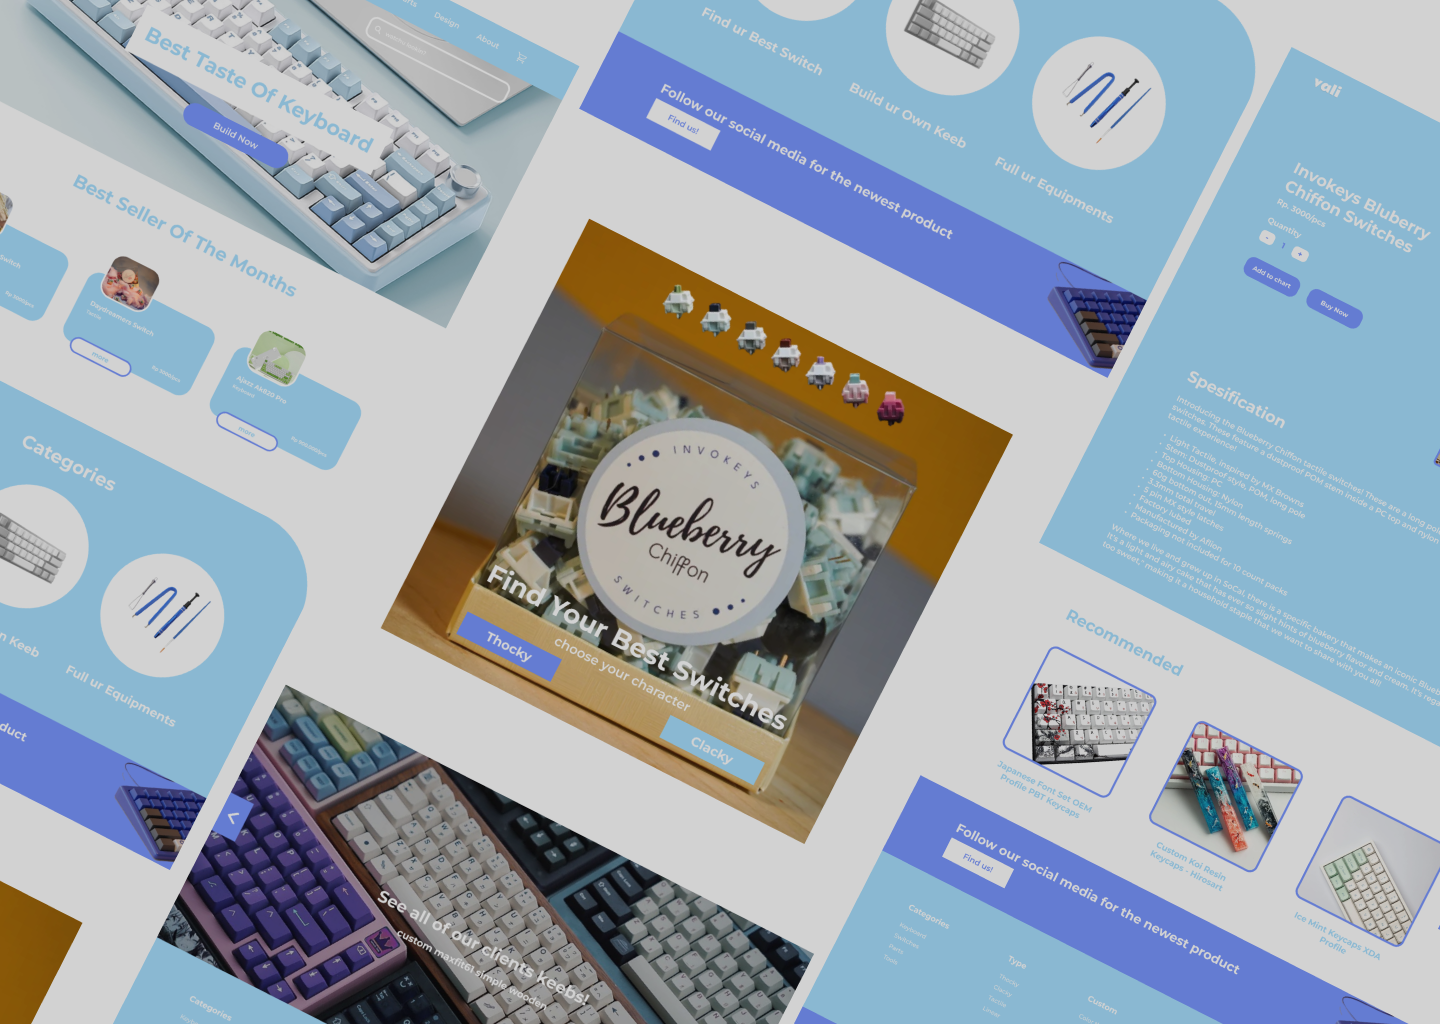 Design
About
Best Taste Of Keyboard
Build Now
Best Seller Of The Months
Switch
Daydreamers Switch
Tactile
more
Ajazz AK820 Pro
Keyboard
more
Categories
n Keeb
Full ur Equipments
duct
Find ur Best Switch
Build ur Own Keeb
Full ur Equipments
Follow our social media for the newest product
Find us!
INVOKEYS
Blueberry
Chiffon
SWITCHES
Find Your Best Switches
choose your character
Thocky
Clacky
See all of our clients keebs!
custom maxfit61 simple wooden
Categories
vali
Invokeys Bluberry
Chiffon Switches
Rp. 3000/pcs
Quantity
-
1
+
Add to chart
Buy Now
Spesification
Introducing the Blueberry Chiffon tactile switches! These are a long pol
switches. These feature a dustproof POM stem inside a PC top and nylon
tactile experience!
• Light Tactile, inspired by MX Browns
• Stem: Dustproof style, POM, long pole
• Top Housing: PC
• Bottom Housing: Nylon
• 60g bottom out, 18mm length springs
• 3.3mm total travel
• 5 pin MX style latches
• Factory lubed
• Manufactured by Aflion
• Packaging not included for 10 count packs
Where we live and grew up in SoCal, there is a specific bakery that makes an iconic Blueb
It's a light and airy cake that has ever so slight hints of blueberry flavor and cream. It's rega
too sweet," making it a household staple that we want to share with you all!
Recommended
Japanese Font Set OEM
Profile PBT Keycaps
Custom Koi Resin
Keycaps - Hirosart
Ice Mint Keycaps XDA
Profile
Follow our social media for the newest product
Find us!
Categories
Keyboard
Switches
Parts
Tools
Type
Thocky
Clacky
Tactile
Linear
Custom